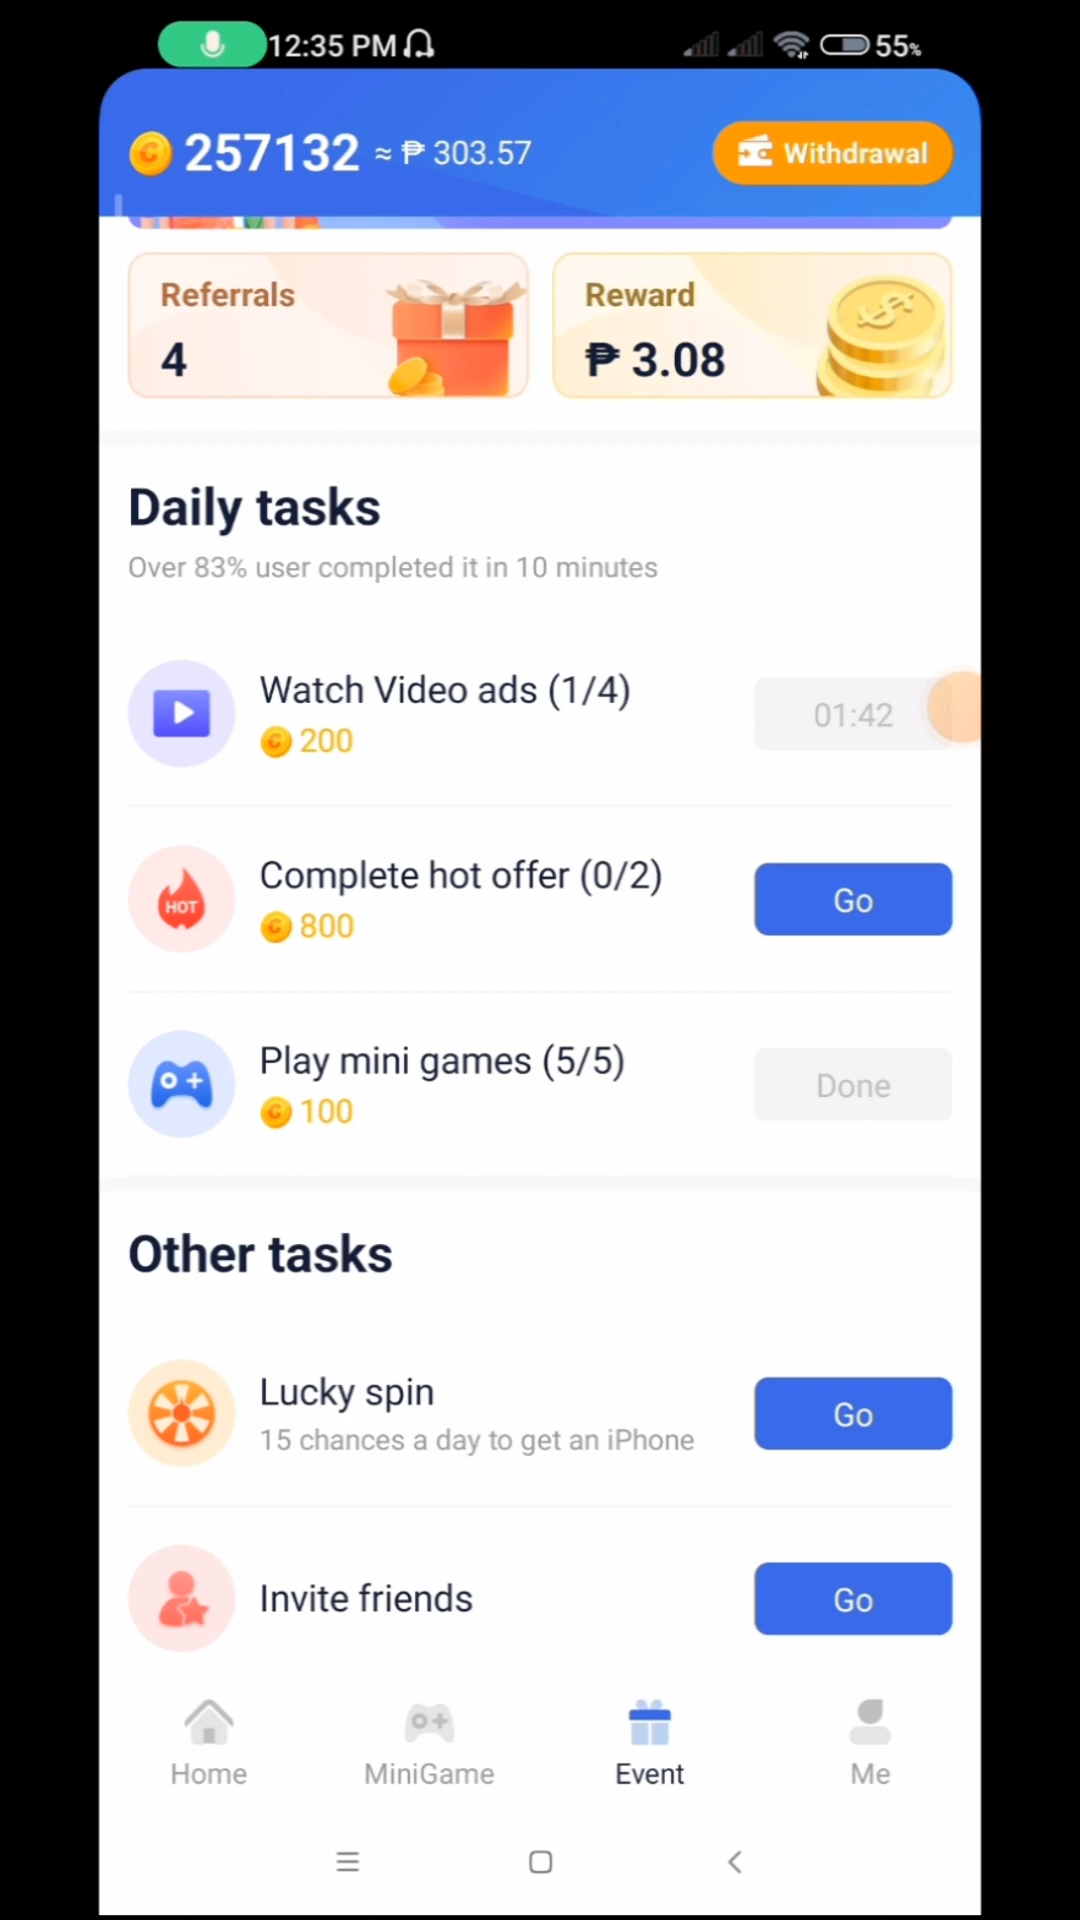 12:35 PM 55%
257132 ≈ ₱ 303.57 Withdrawal
Referrals
4
Reward
₱ 3.08
Daily tasks
Over 83% user completed it in 10 minutes
Watch Video ads (1/4)
200
01:42
Complete hot offer (0/2)
HOT
800
Go
Play mini games (5/5)
100
Done
Other tasks
Lucky spin
15 chances a day to get an iPhone
Go
Invite friends
Go
Home MiniGame Event Me